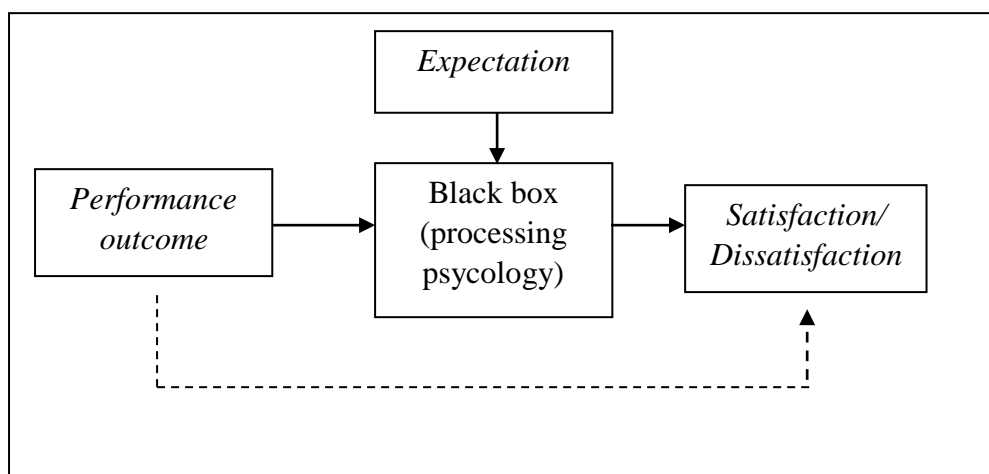 Expectation
Performance
outcome
Black box
(processing
psycology)
Satisfaction/
Dissatisfaction